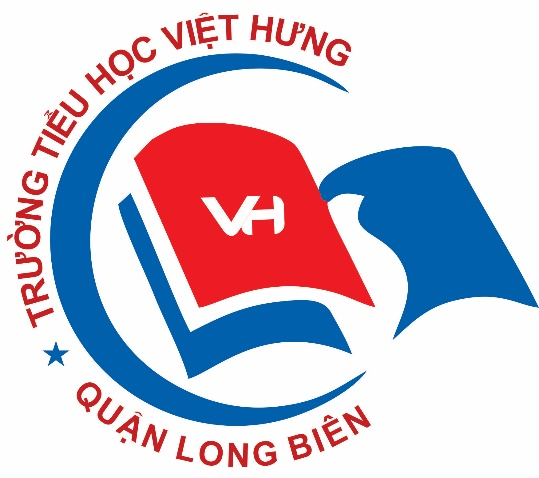 TRƯỜNG TIỂU HỌC VIỆT HƯNG
VH
QUẬN LONG BIÊN